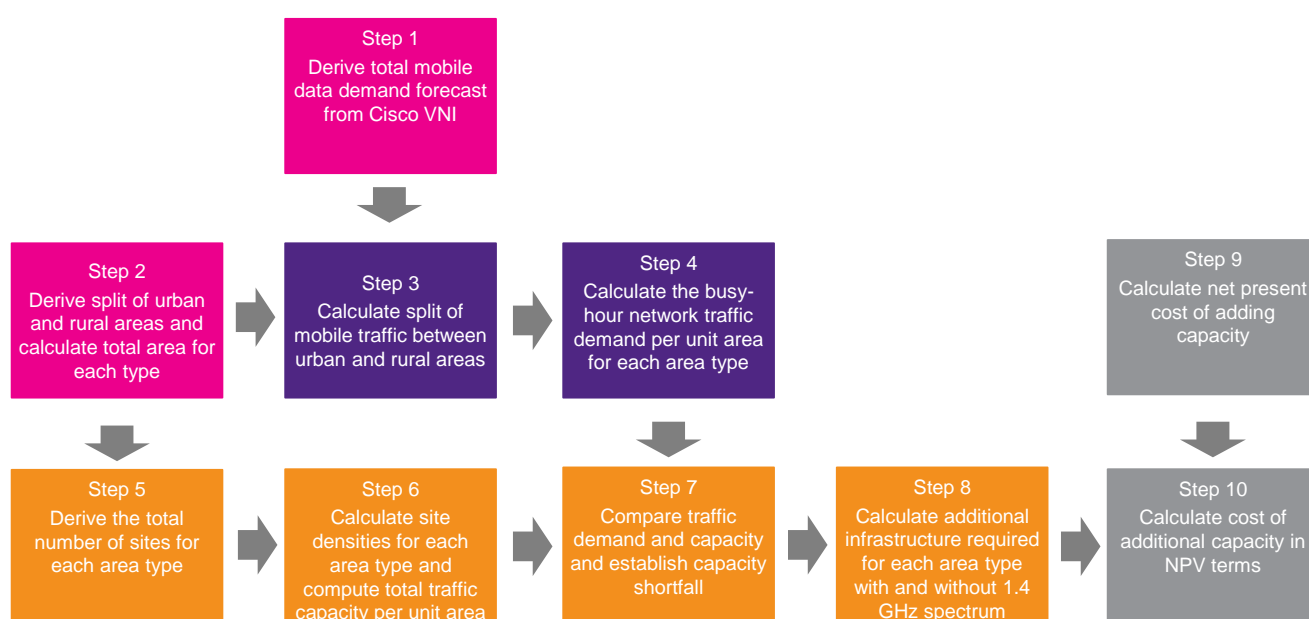 Step 1
Derive total mobile
data demand forecast
from Cisco VNI
Step 2
Derive split of urban
and rural areas and
calculate total area for
each type
Step 3
Calculate split of
mobile traffic between
urban and rural areas
Step 4
Calculate the busy-
hour network traffic
demand per unit area
for each area type
Step 9
Calculate net present
cost of adding
capacity
Step 5
Derive the total
number of sites for
each area type
Step 6
Calculate site
densities for each
area type and
compute total traffic
capacity per unit area
Step 7
Compare traffic
demand and capacity
and establish capacity
shortfall
Step 8
Calculate additional
infrastructure required
for each area type
with and without 1.4
GHz spectrum
Step 10
Calculate cost of
additional capacity in
NPV terms